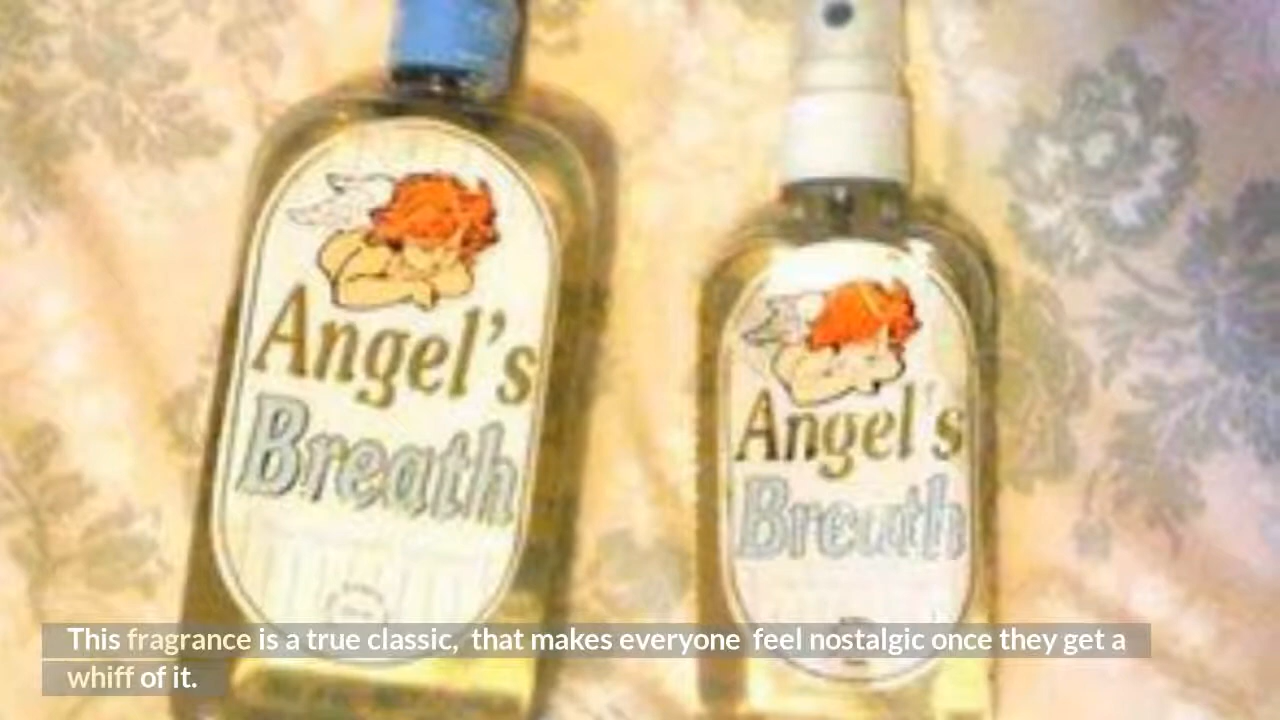 Angel's
Breath
Angel's
Breath
This fragrance is a true classic, that makes everyone feel nostalgic once they get a
whiff of it.